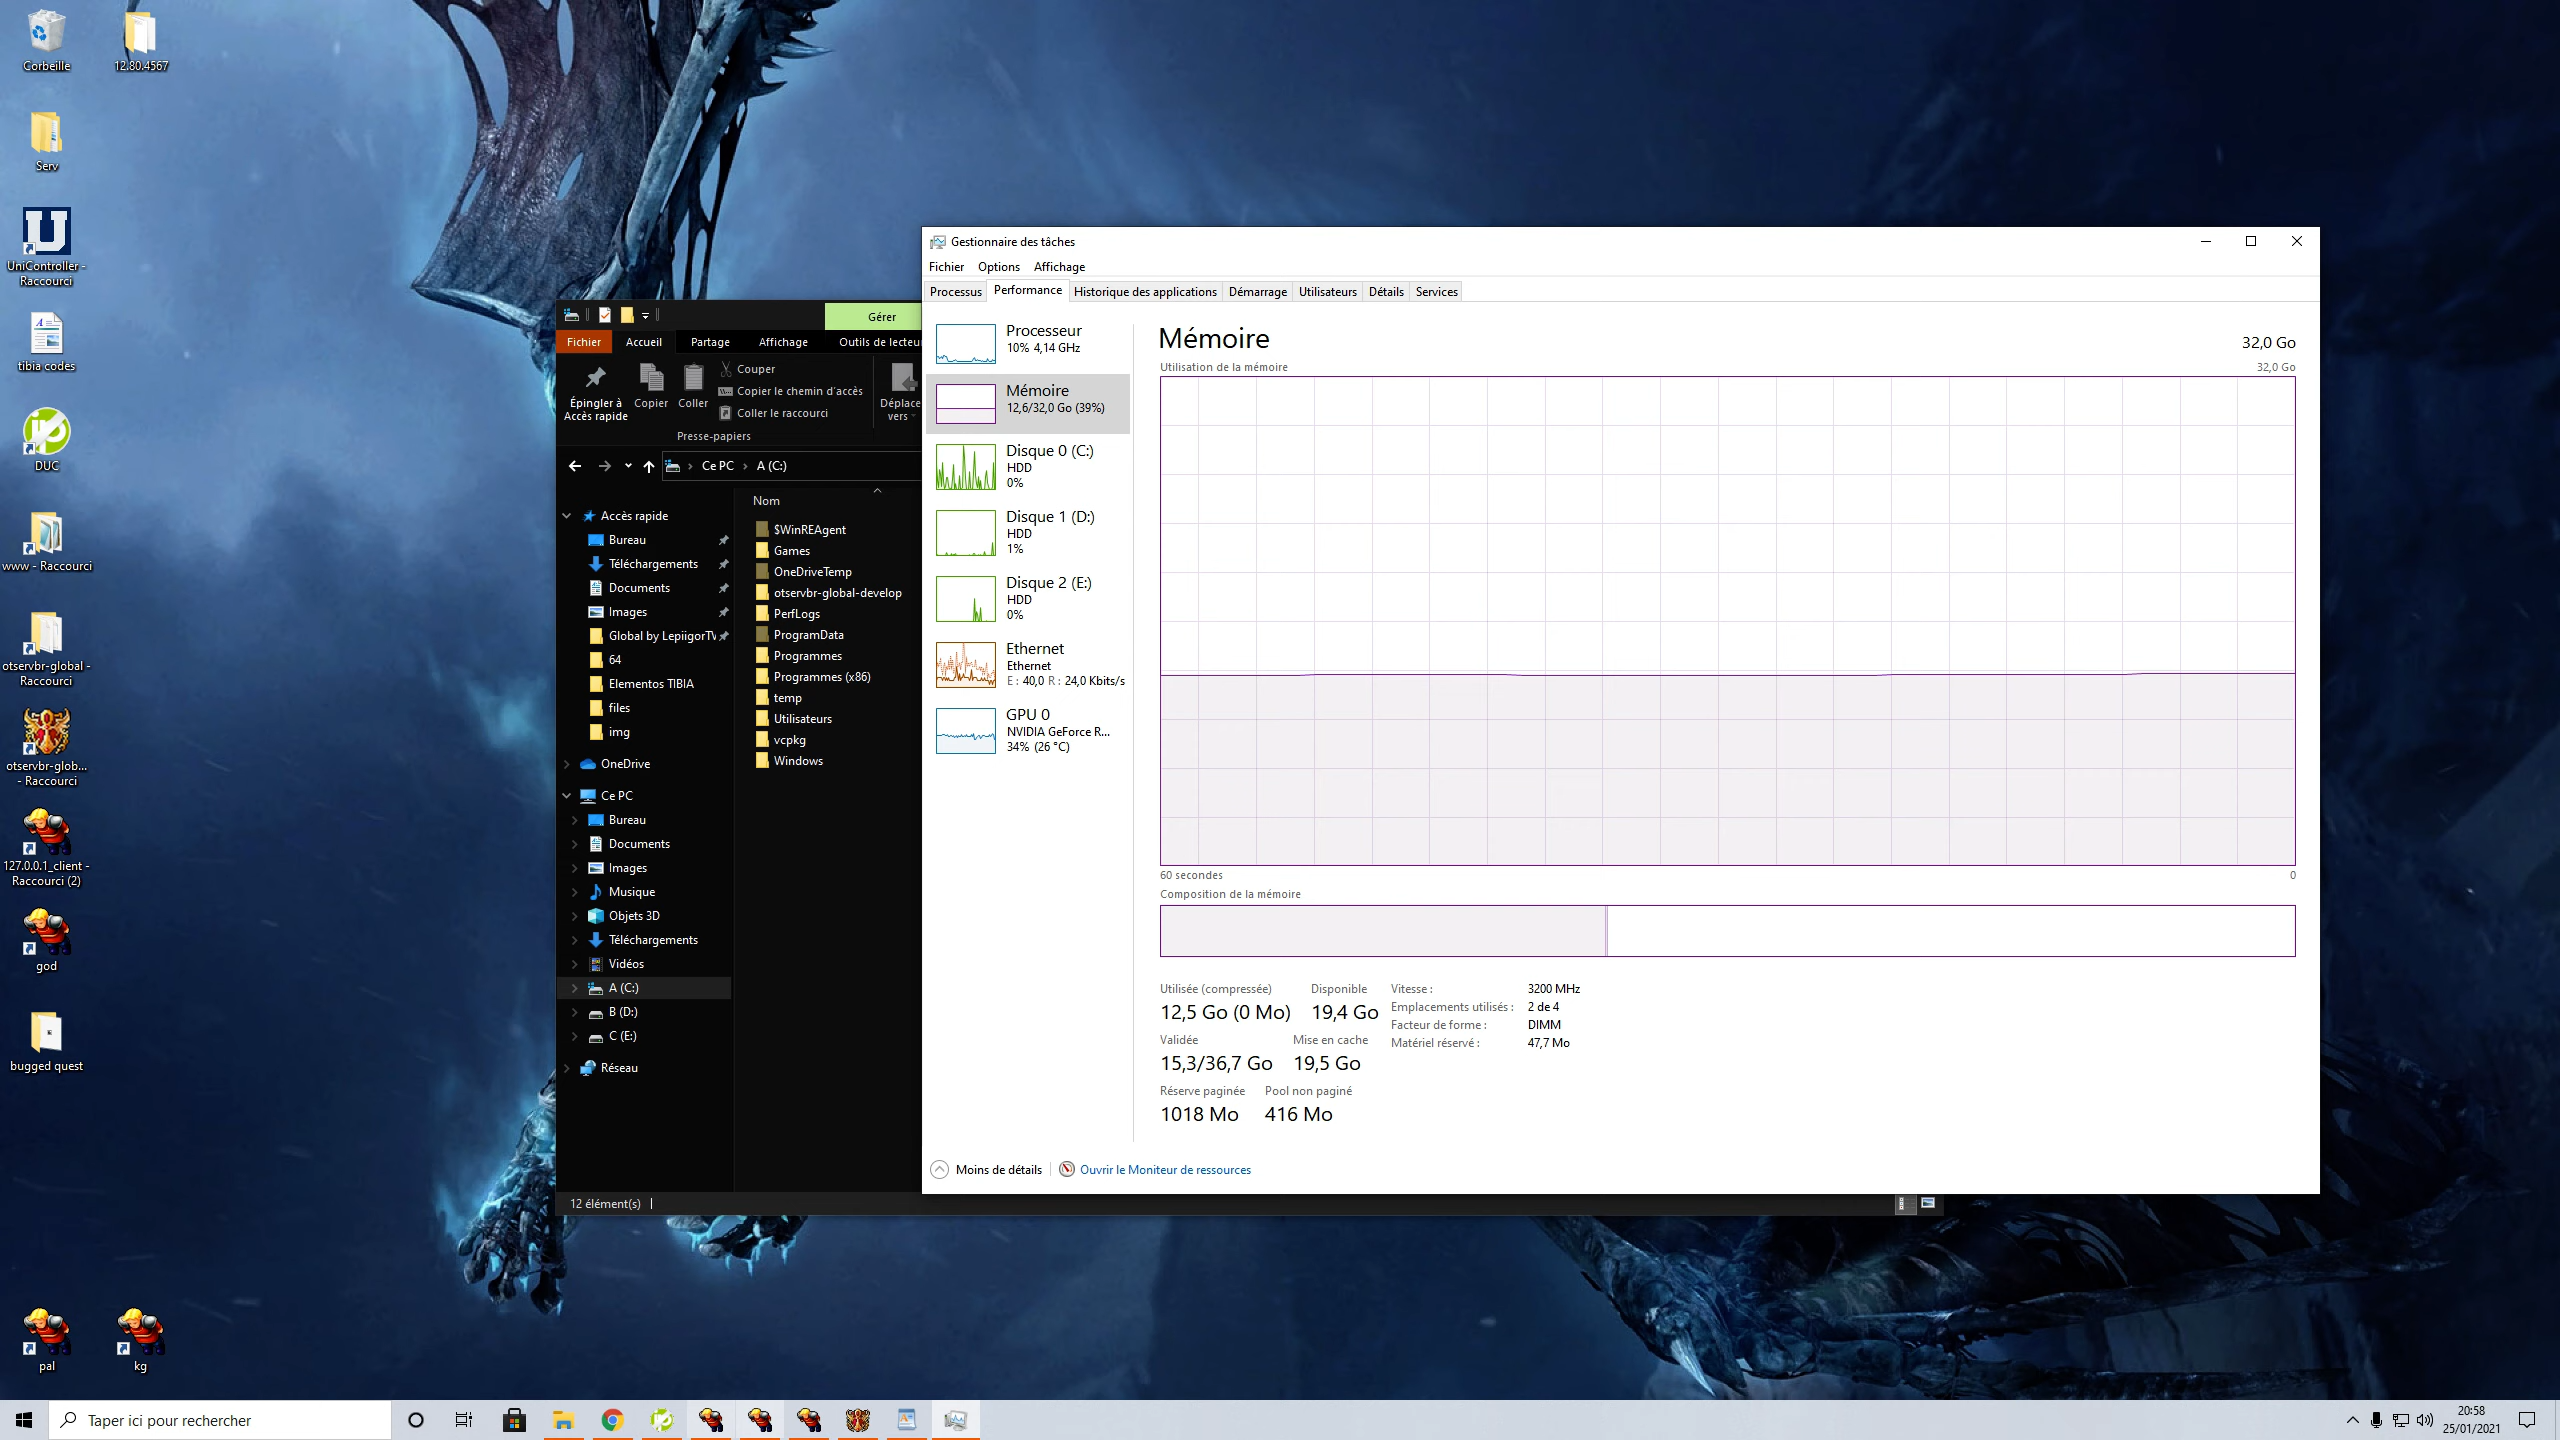 Corbeille
12.80.4567
Serv
UniController -
Raccourci
tibia codes
DUC
www - Raccourci
otservbr-global -
Raccourci
otservbr-glob...
- Raccourci
127.0.0.1_client -
Raccourci (2)
god
bugged quest
pal
kg
Gérer
Fichier
Accueil
Partage
Affichage
Outils de lecteu
Épingler à
Accès rapide
Copier
Coller
Couper
Copier le chemin d'accès
Coller le raccourci
Déplace
vers
Presse-papiers
Ce PC
A (C:)
Nom
Accès rapide
Bureau
Téléchargements
Documents
Images
Global by LepiigorTV
64
Elementos TIBIA
files
img
OneDrive
Ce PC
Bureau
Documents
Images
Musique
Objets 3D
Téléchargements
Vidéos
A (C:)
B (D:)
C (E:)
Réseau
$WinREAgent
Games
OneDriveTemp
otservbr-global-develop
PerfLogs
ProgramData
Programmes
Programmes (x86)
temp
Utilisateurs
vcpkg
Windows
12 élément(s)
Gestionnaire des tâches
Fichier Options Affichage
Processus Performance Historique des applications Démarrage Utilisateurs Détails Services
Processeur
10% 4,14 GHz
Mémoire
12,6/32,0 Go (39%)
Disque 0 (C:)
HDD
0%
Disque 1 (D:)
HDD
1%
Disque 2 (E:)
HDD
0%
Ethernet
Ethernet
E : 40,0 R : 24,0 Kbits/s
GPU 0
NVIDIA GeForce R...
34% (26 °C)
Mémoire
32,0 Go
Utilisation de la mémoire
32,0 Go
60 secondes
0
Composition de la mémoire
Utilisée (compressée)
12,5 Go (0 Mo)
Disponible
19,4 Go
Validée
15,3/36,7 Go
Mise en cache
19,5 Go
Réserve paginée
1018 Mo
Pool non paginé
416 Mo
Vitesse : 3200 MHz
Emplacements utilisés : 2 de 4
Facteur de forme : DIMM
Matériel réservé : 47,7 Mo
Moins de détails
Ouvrir le Moniteur de ressources
Taper ici pour rechercher
20:58
25/01/2021